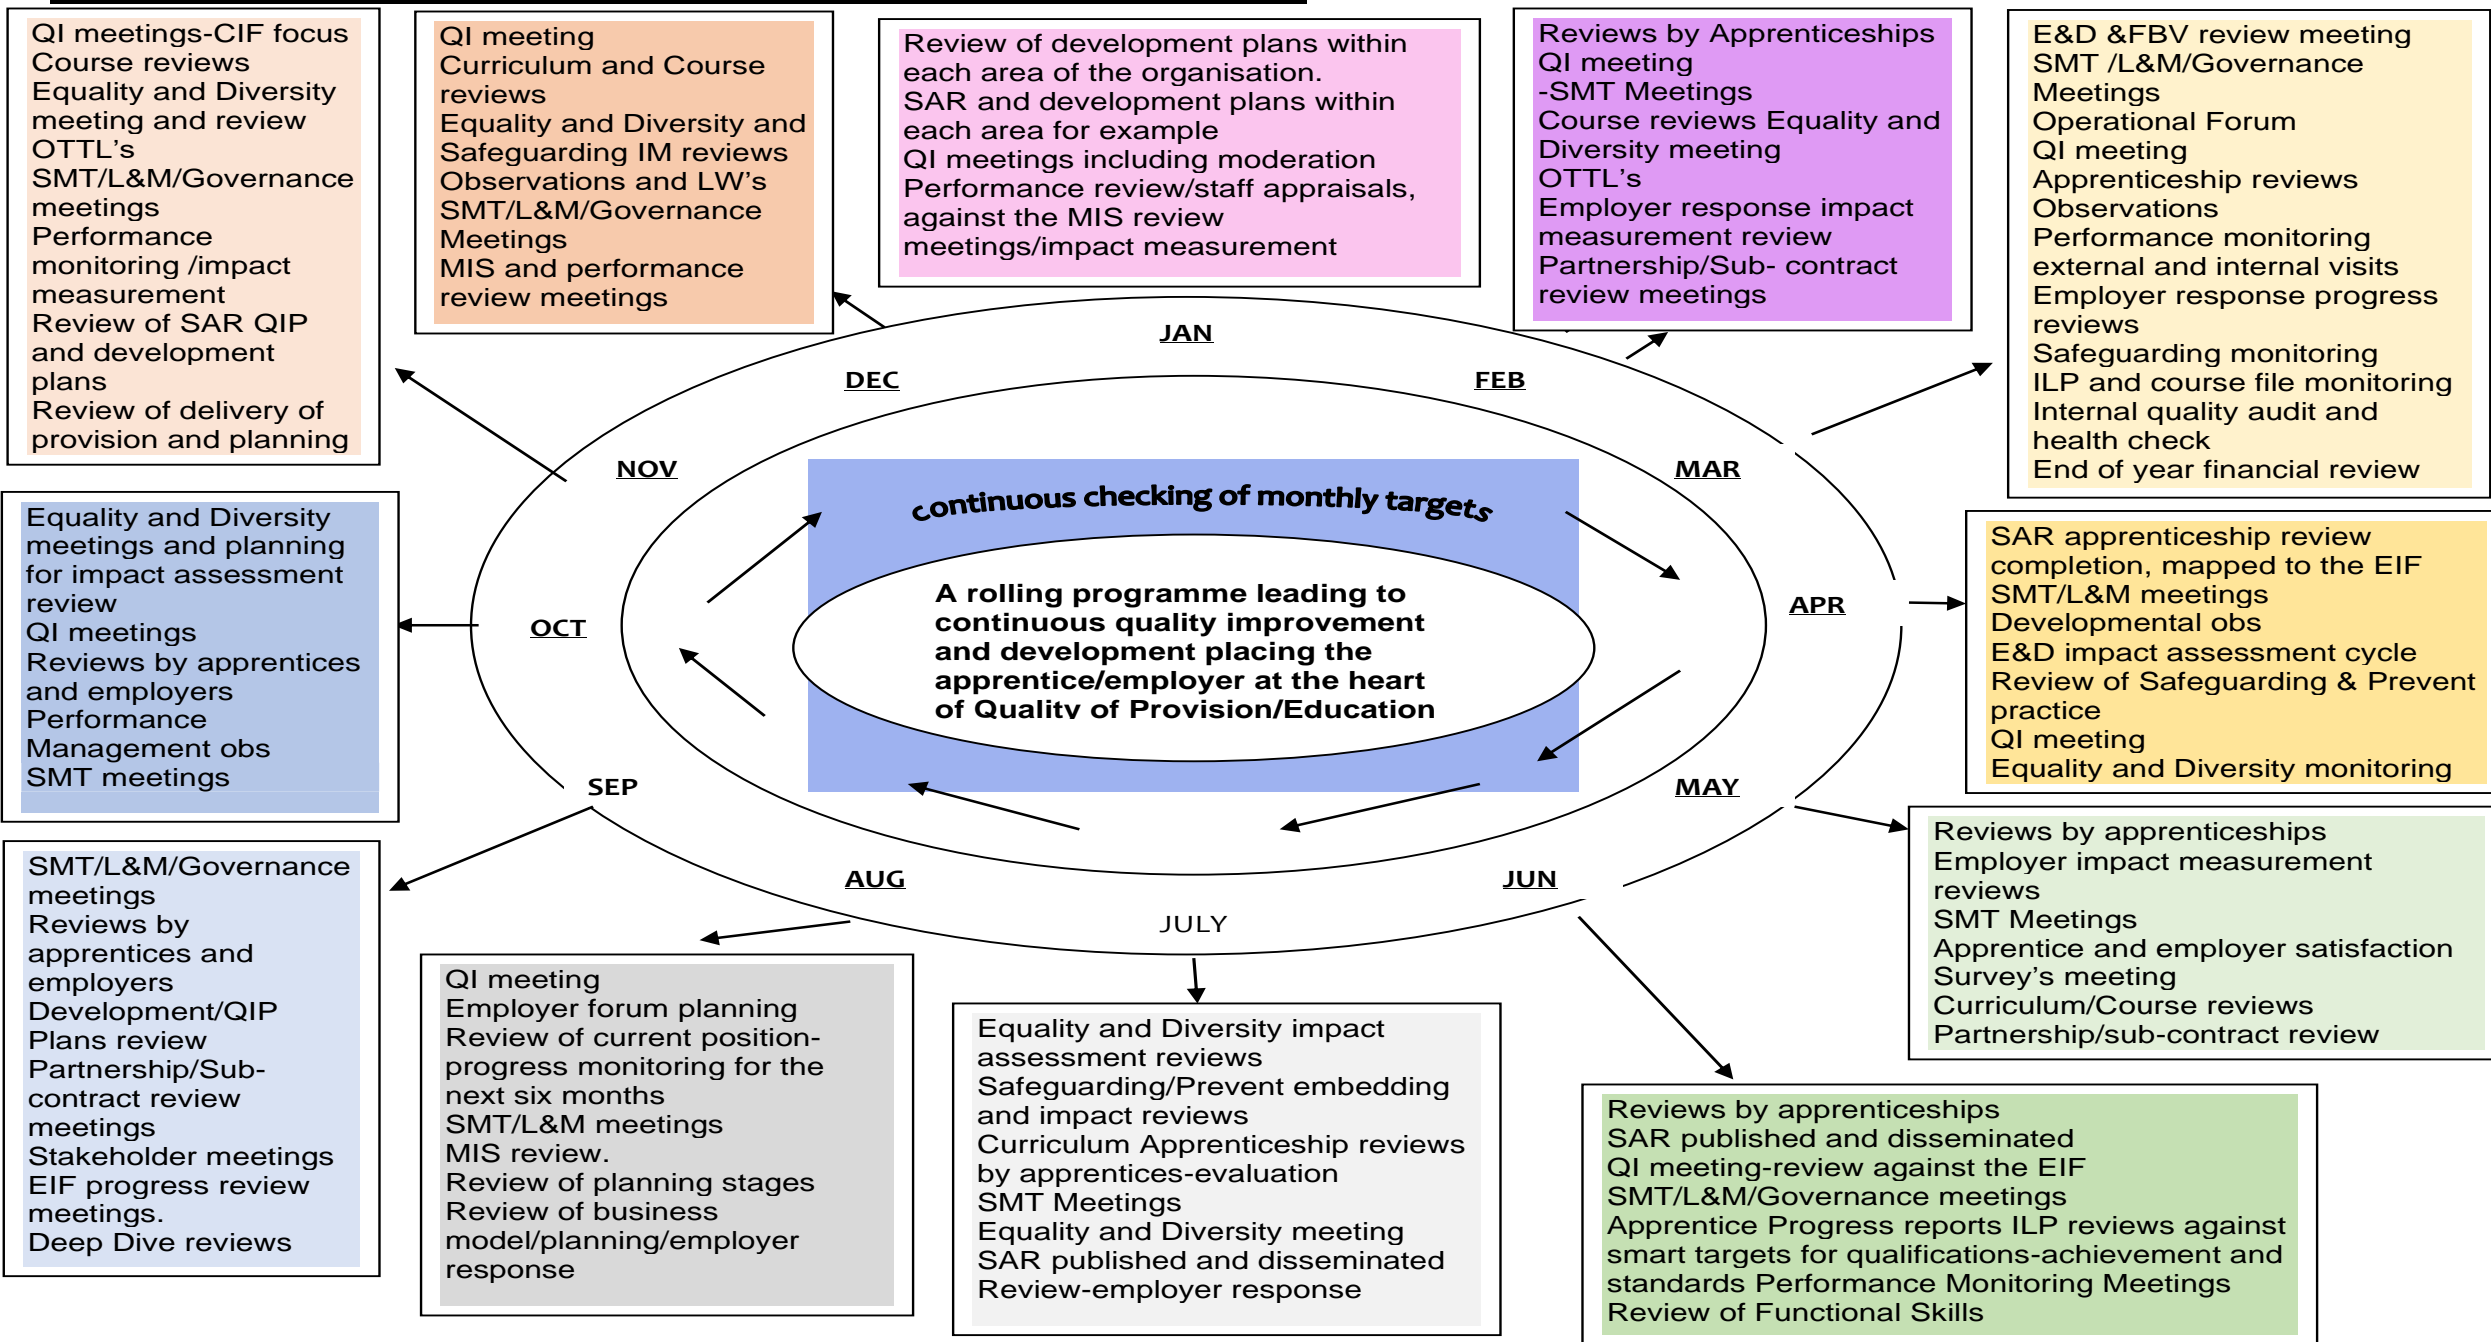 QI meetings-CIF focus
Course reviews
Equality and Diversity
meeting and review
OTTL's
SMT/L&M/Governance
meetings
Performance
monitoring /impact
measurement
Review of SAR QIP
and development
plans
Review of delivery of
provision and planning
QI meeting
Curriculum and Course
reviews
Equality and Diversity and
Safeguarding IM reviews
Observations and LW's
SMT/L&M/Governance
Meetings
MIS and performance
review meetings
Review of development plans within
each area of the organisation.
SAR and development plans within
each area for example
QI meetings including moderation
Performance review/staff appraisals,
against the MIS review
meetings/impact measurement
Reviews by Apprenticeships
QI meeting
-SMT Meetings
Course reviews Equality and
Diversity meeting
OTTL's
Employer response impact
measurement review
Partnership/Sub- contract
review meetings
E&D &FBV review meeting
SMT /L&M/Governance
Meetings
Operational Forum
QI meeting
Apprenticeship reviews
Observations
Performance monitoring
external and internal visits
Employer response progress
reviews
Safeguarding monitoring
ILP and course file monitoring
Internal quality audit and
health check
End of year financial review
JAN
DEC
FEB
NOV
MAR
OCT
APR
SEP
MAY
AUG
JUN
JULY
continuous checking of monthly targets
A rolling programme leading to
continuous quality improvement
and development placing the
apprentice/employer at the heart
of Quality of Provision/Education
Equality and Diversity
meetings and planning
for impact assessment
review
QI meetings
Reviews by apprentices
and employers
Performance
Management obs
SMT meetings
SAR apprenticeship review
completion, mapped to the EIF
SMT/L&M meetings
Developmental obs
E&D impact assessment cycle
Review of Safeguarding & Prevent
practice
QI meeting
Equality and Diversity monitoring
SMT/L&M/Governance
meetings
Reviews by
apprentices and
employers
Development/QIP
Plans review
Partnership/Sub-
contract review
meetings
Stakeholder meetings
EIF progress review
meetings.
Deep Dive reviews
QI meeting
Employer forum planning
Review of current position-
progress monitoring for the
next six months
SMT/L&M meetings
MIS review.
Review of planning stages
Review of business
model/planning/employer
response
Equality and Diversity impact
assessment reviews
Safeguarding/Prevent embedding
and impact reviews
Curriculum Apprenticeship reviews
by apprentices-evaluation
SMT Meetings
Equality and Diversity meeting
SAR published and disseminated
Review-employer response
Reviews by apprenticeships
Employer impact measurement
reviews
SMT Meetings
Apprentice and employer satisfaction
Survey's meeting
Curriculum/Course reviews
Partnership/sub-contract review
Reviews by apprenticeships
SAR published and disseminated
QI meeting-review against the EIF
SMT/L&M/Governance meetings
Apprentice Progress reports ILP reviews against
smart targets for qualifications-achievement and
standards Performance Monitoring Meetings
Review of Functional Skills